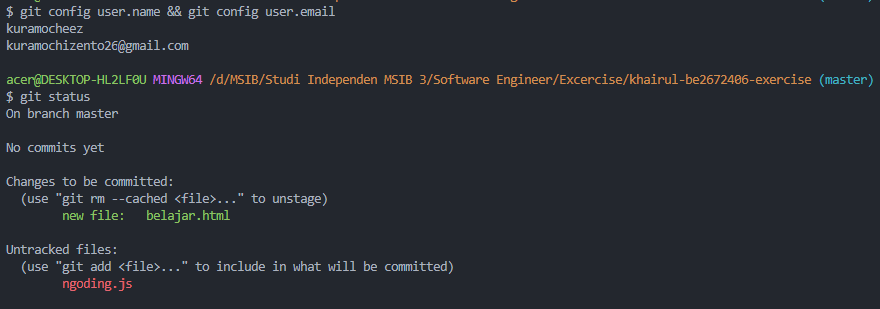 $ git config user.name && git config user.email
kuramocheez
kuramochizento26@gmail.com
acer@DESKTOP-HL2LF0U MINGW64 /d/MSIB/Studi Independen MSIB 3/Software Engineer/Excercise/khairul-be2672406-exercise (master)
$ git status
On branch master
No commits yet
Changes to be committed:
(use "git rm --cached <file>..." to unstage)
new file: belajar.html
Untracked files:
(use "git add <file>..." to include in what will be committed)
ngoding.js